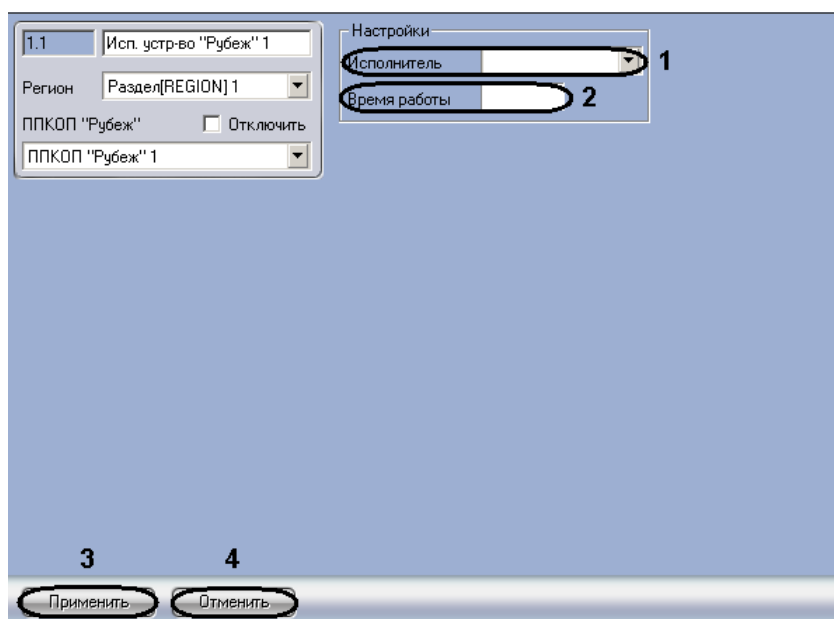 1.1 Исп. устр-во "Рубеж" 1
Регион Раздел[REGION] 1
ППКОП "Рубеж" Отключить
ППКОП "Рубеж" 1
Настройки
Исполнитель 1
Время работы 2
3 4
Применить Отменить